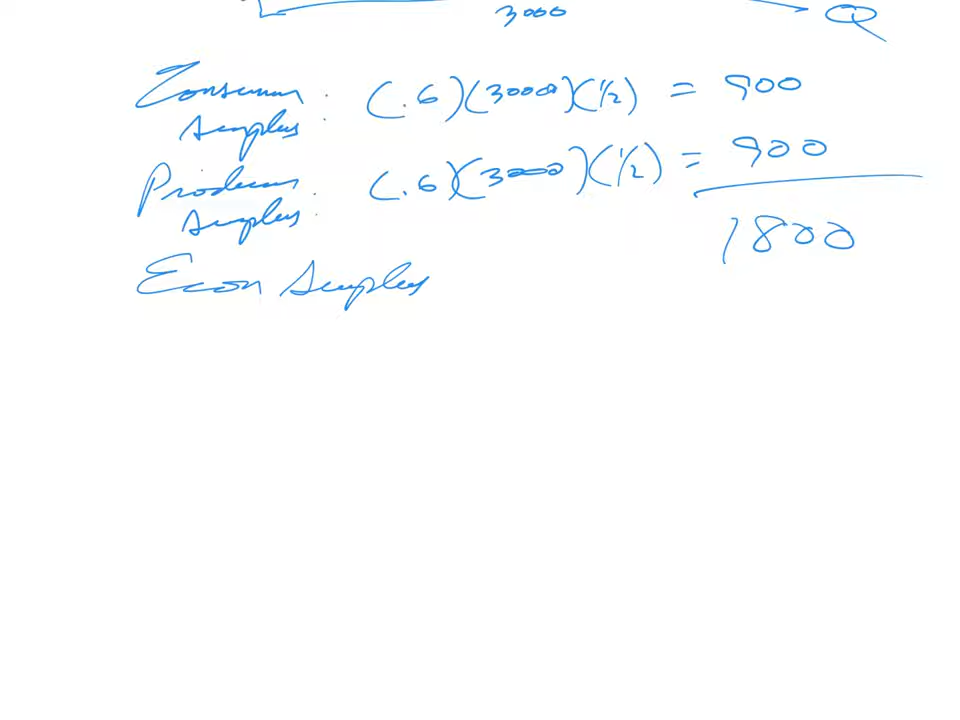 3000 Q
Consumer : (.6)(3000)(1/2) = 900
Surplus
Producer : (.6)(3000)(1/2) = 900
Surplus
1800
Econ Surplus